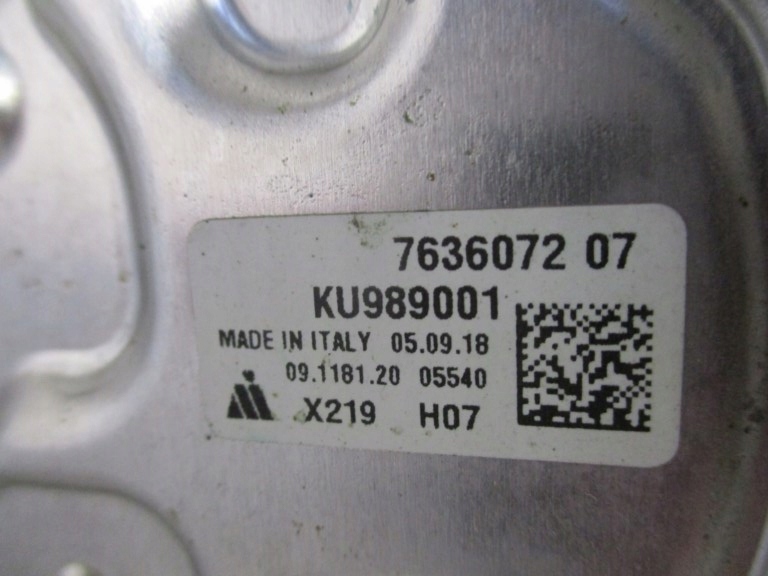 7636072 07
KU989001
MADE IN ITALY 05.09.18
09.1181.20 05540
X219 H07